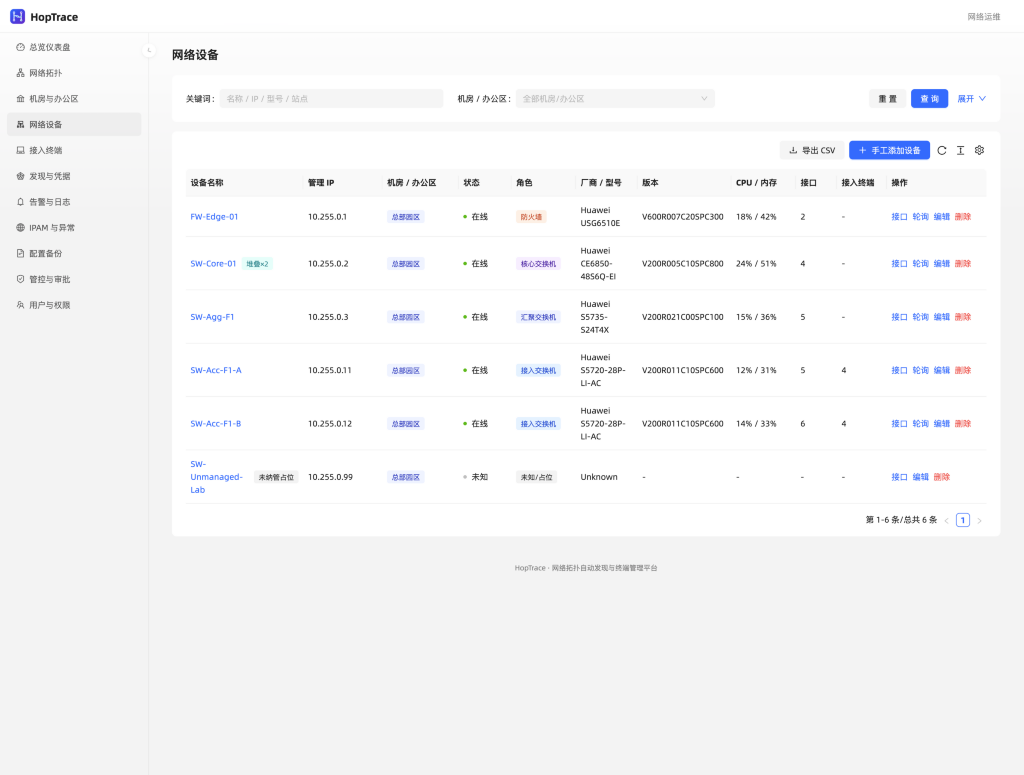 HopTrace
网络运维
总览仪表盘
网络拓扑
机房与办公区
网络设备
接入终端
发现与凭据
告警与日志
IPAM 与异常
配置备份
管控与审批
用户与权限
网络设备
关键词: 名称 / IP / 型号 / 站点 机房 / 办公区: 全部机房/办公区 重 置 查 询 展开
导出 CSV 手工添加设备
设备名称 管理 IP 机房 / 办公区 状态 角色 厂商 / 型号 版本 CPU / 内存 接口 接入终端 操作
FW-Edge-01 10.255.0.1 总部园区 在线 防火墙 Huawei USG6510E V600R007C20SPC300 18% / 42% 2 - 接口 轮询 编辑 删除
SW-Core-01 堆叠×2 10.255.0.2 总部园区 在线 核心交换机 Huawei CE6850-48S6Q-EI V200R005C10SPC800 24% / 51% 4 - 接口 轮询 编辑 删除
SW-Agg-F1 10.255.0.3 总部园区 在线 汇聚交换机 Huawei S5735-S24T4X V200R021C00SPC100 15% / 36% 5 - 接口 轮询 编辑 删除
SW-Acc-F1-A 10.255.0.11 总部园区 在线 接入交换机 Huawei S5720-28P-LI-AC V200R011C10SPC600 12% / 31% 5 4 接口 轮询 编辑 删除
SW-Acc-F1-B 10.255.0.12 总部园区 在线 接入交换机 Huawei S5720-28P-LI-AC V200R011C10SPC600 14% / 33% 6 4 接口 轮询 编辑 删除
SW-Unmanaged-Lab 未纳管占位 10.255.0.99 总部园区 未知 未知/占位 Unknown - - - - 接口 编辑 删除
第 1-6 条/总共 6 条 1
HopTrace - 网络拓扑自动发现与终端管理平台